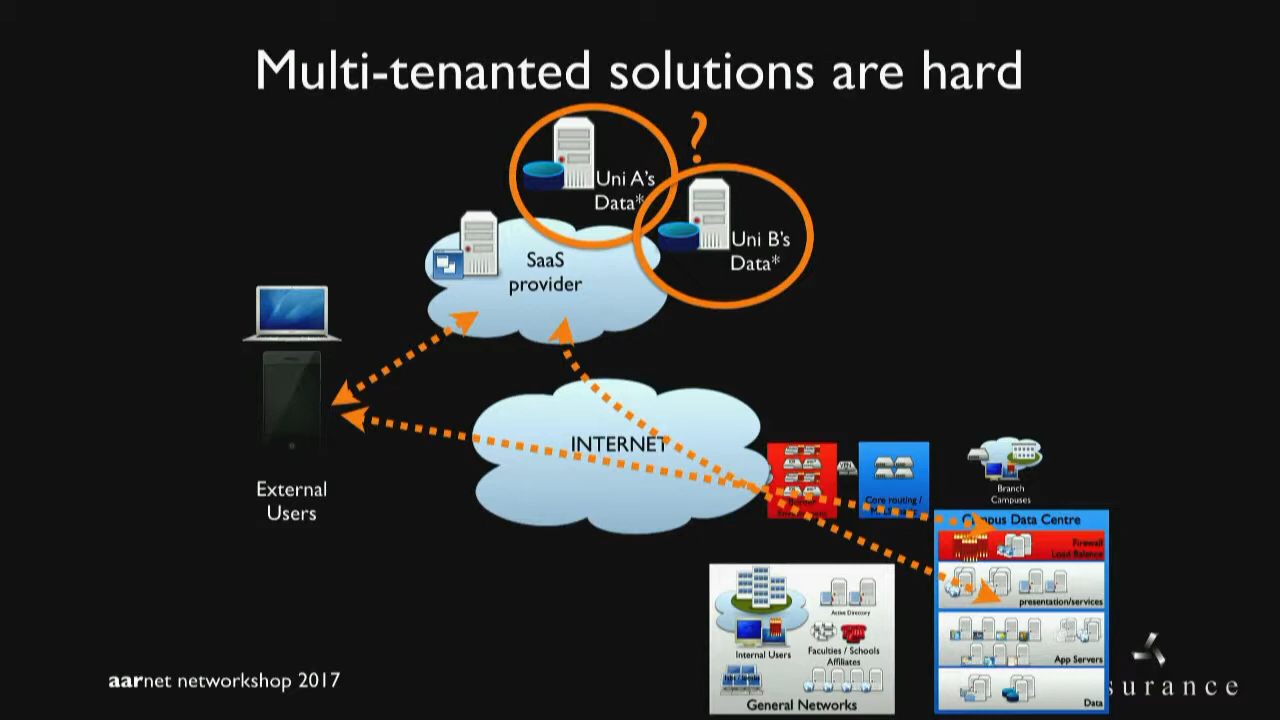 Multi-tenanted solutions are hard
?
Uni A's
Data*
Uni B's
Data*
SaaS
provider
INTERNET
External
Users
Core routing /
Branch
Campuses
Data Centre
Firewall
Load Balance
presentation/services
App Servers
Data
Active Directory
Internal Users
Faculties / Schools
Affiliates
General Networks
aarnet networkshop 2017
surance